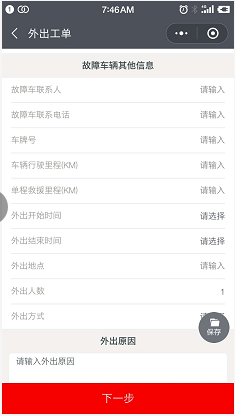 7:46AM
外出工单
故障车辆其他信息
故障车联系人 请输入
故障车联系电话 请输入
车牌号 请输入
车辆行驶里程(KM) 请输入
单程救援里程(KM) 请输入
外出开始时间 请选择
外出结束时间 请选择
外出地点 请输入
外出人数 1
外出方式
保存
外出原因
请输入外出原因
下一步